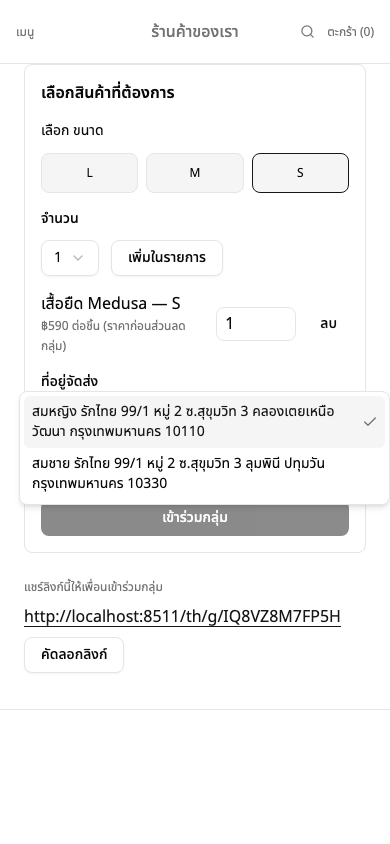 เมนู
ร้านค้าของเรา
ตะกร้า (0)
เลือกสินค้าที่ต้องการ
เลือก ขนาด
L
M
S
จำนวน
1
เพิ่มในรายการ
เสื้อยืด Medusa — S
฿590 ต่อชิ้น (ราคาก่อนส่วนลด
กลุ่ม)
1
ลบ
ที่อยู่จัดส่ง
สมหญิง รักไทย 99/1 หมู่ 2 ซ.สุขุมวิท 3 คลองเตยเหนือ
วัฒนา กรุงเทพมหานคร 10110
สมชาย รักไทย 99/1 หมู่ 2 ซ.สุขุมวิท 3 ลุมพินี ปทุมวัน
กรุงเทพมหานคร 10330
เข้าร่วมกลุ่ม
แชร์ลิงก์นี้ให้เพื่อนเข้าร่วมกลุ่ม
http://localhost:8511/th/g/IQ8VZ8M7FP5H
คัดลอกลิงก์